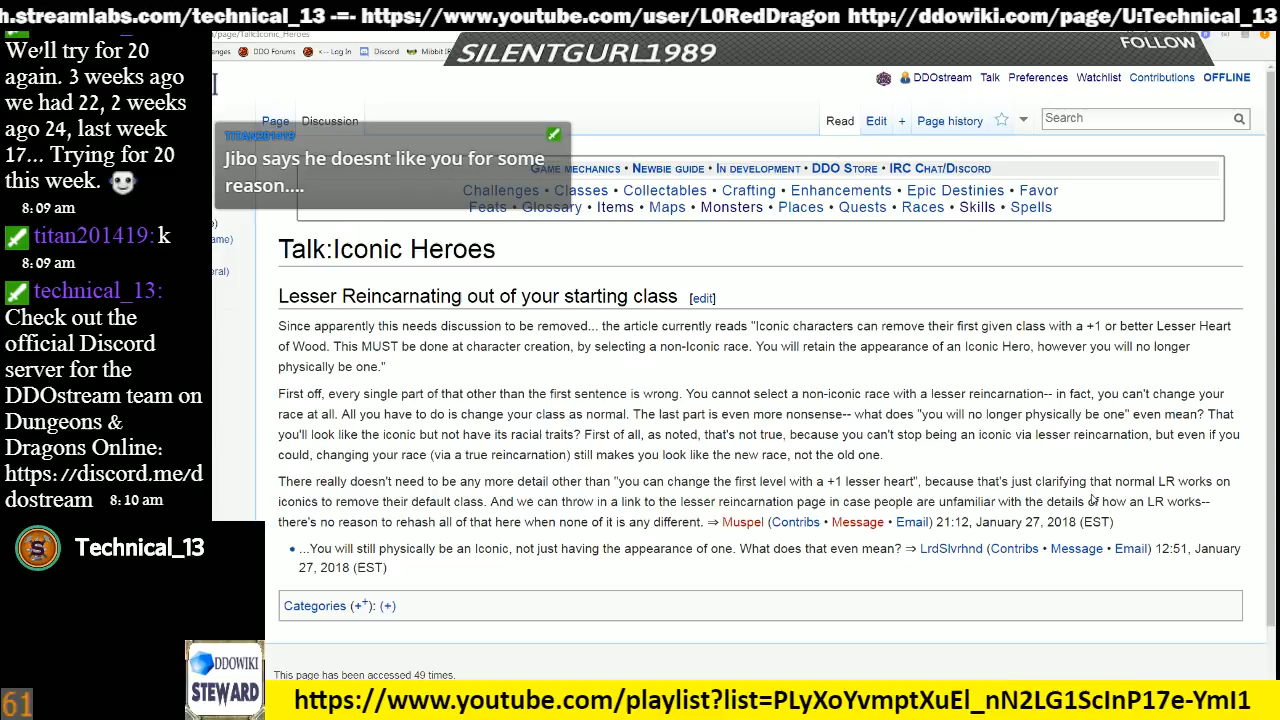 h.streamlabs.com/technical_13 -=- https://www.youtube.com/user/L0RedDragon http://ddowiki.com/page/U:Technical_13
/page/Talk:Iconic_Heroes
DDO Forums <-- Log In Discord Mibbit
SILENTGURL1989
FOLLOW
We'll try for 20
again. 3 weeks ago
we had 22, 2 weeks
ago 24, last week
17... Trying for 20
this week.
8:09 am
titan201419: k
8:09 am
technical_13:
Check out the
official Discord
server for the
DDOstream team on
Dungeons &
Dragons Online:
https://discord.me/d
dostream 8:10 am
Technical_13
DDOstream Talk Preferences Watchlist Contributions OFFLINE
Page Discussion
Read Edit + Page history Search
TITAN201419
Jibo says he doesnt like you for some
reason....
Game mechanics • Newbie guide • In development • DDO Store • IRC Chat/Discord
Challenges • Classes • Collectables • Crafting • Enhancements • Epic Destinies • Favor
Feats • Glossary • Items • Maps • Monsters • Places • Quests • Races • Skills • Spells
Talk:Iconic Heroes
Lesser Reincarnating out of your starting class [edit]
Since apparently this needs discussion to be removed... the article currently reads "Iconic characters can remove their first given class with a +1 or better Lesser Heart
of Wood. This MUST be done at character creation, by selecting a non-Iconic race. You will retain the appearance of an Iconic Hero, however you will no longer
physically be one."
First off, every single part of that other than the first sentence is wrong. You cannot select a non-iconic race with a lesser reincarnation-- in fact, you can't change your
race at all. All you have to do is change your class as normal. The last part is even more nonsense-- what does "you will no longer physically be one" even mean? That
you'll look like the iconic but not have its racial traits? First of all, as noted, that's not true, because you can't stop being an iconic via lesser reincarnation, but even if you
could, changing your race (via a true reincarnation) still makes you look like the new race, not the old one.
There really doesn't need to be any more detail other than "you can change the first level with a +1 lesser heart", because that's just clarifying that normal LR works on
iconics to remove their default class. And we can throw in a link to the lesser reincarnation page in case people are unfamiliar with the details of how an LR works--
there's no reason to rehash all of that here when none of it is any different. ⇒ Muspel (Contribs • Message • Email) 21:12, January 27, 2018 (EST)
• ...You will still physically be an Iconic, not just having the appearance of one. What does that even mean? ⇒ LrdSlvrhnd (Contribs • Message • Email) 12:51, January
27, 2018 (EST)
Categories (++): (+)
This page has been accessed 49 times.
DDOWIKI
STEWARD
61
https://www.youtube.com/playlist?list=PLyXoYvmptXuEl_nN2LG1ScInP17e-YmI1